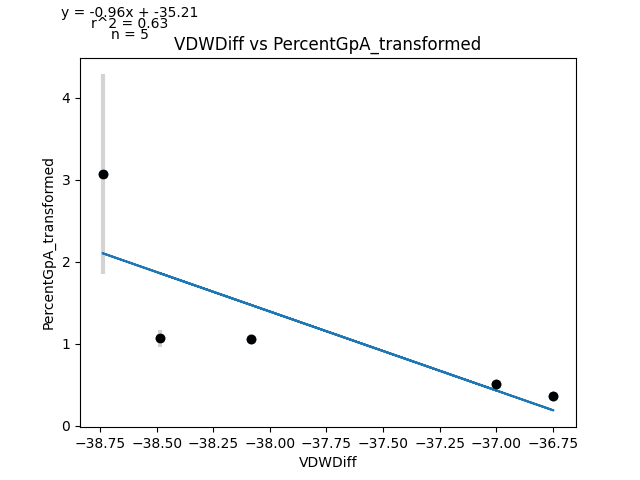 y = -0.96x + -35.21
r^2 = 0.63
n = 5
VDWDiff vs PercentGpA_transformed
PercentGpA_transformed
4
3
2
1
0
−38.75 −38.50 −38.25 −38.00 −37.75 −37.50 −37.25 −37.00 −36.75
VDWDiff